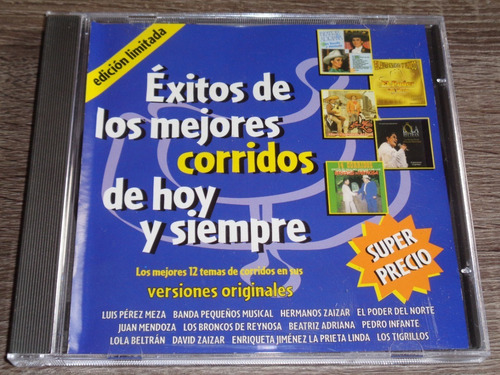 edición limitada
Éxitos de
los mejores
corridos
de hoy
y siempre
SUPER
PRECIO
Los mejores 12 temas de corridos en sus
versiones originales
LUIS PÉREZ MEZA BANDA PEQUEÑOS MUSICAL HERMANOS ZAIZAR EL PODER DEL NORTE
JUAN MENDOZA LOS BRONCOS DE REYNOSA BEATRIZ ADRIANA PEDRO INFANTE
LOLA BELTRÁN DAVID ZAIZAR ENRIQUETA JIMÉNEZ LA PRIETA LINDA LOS TIGRILLOS